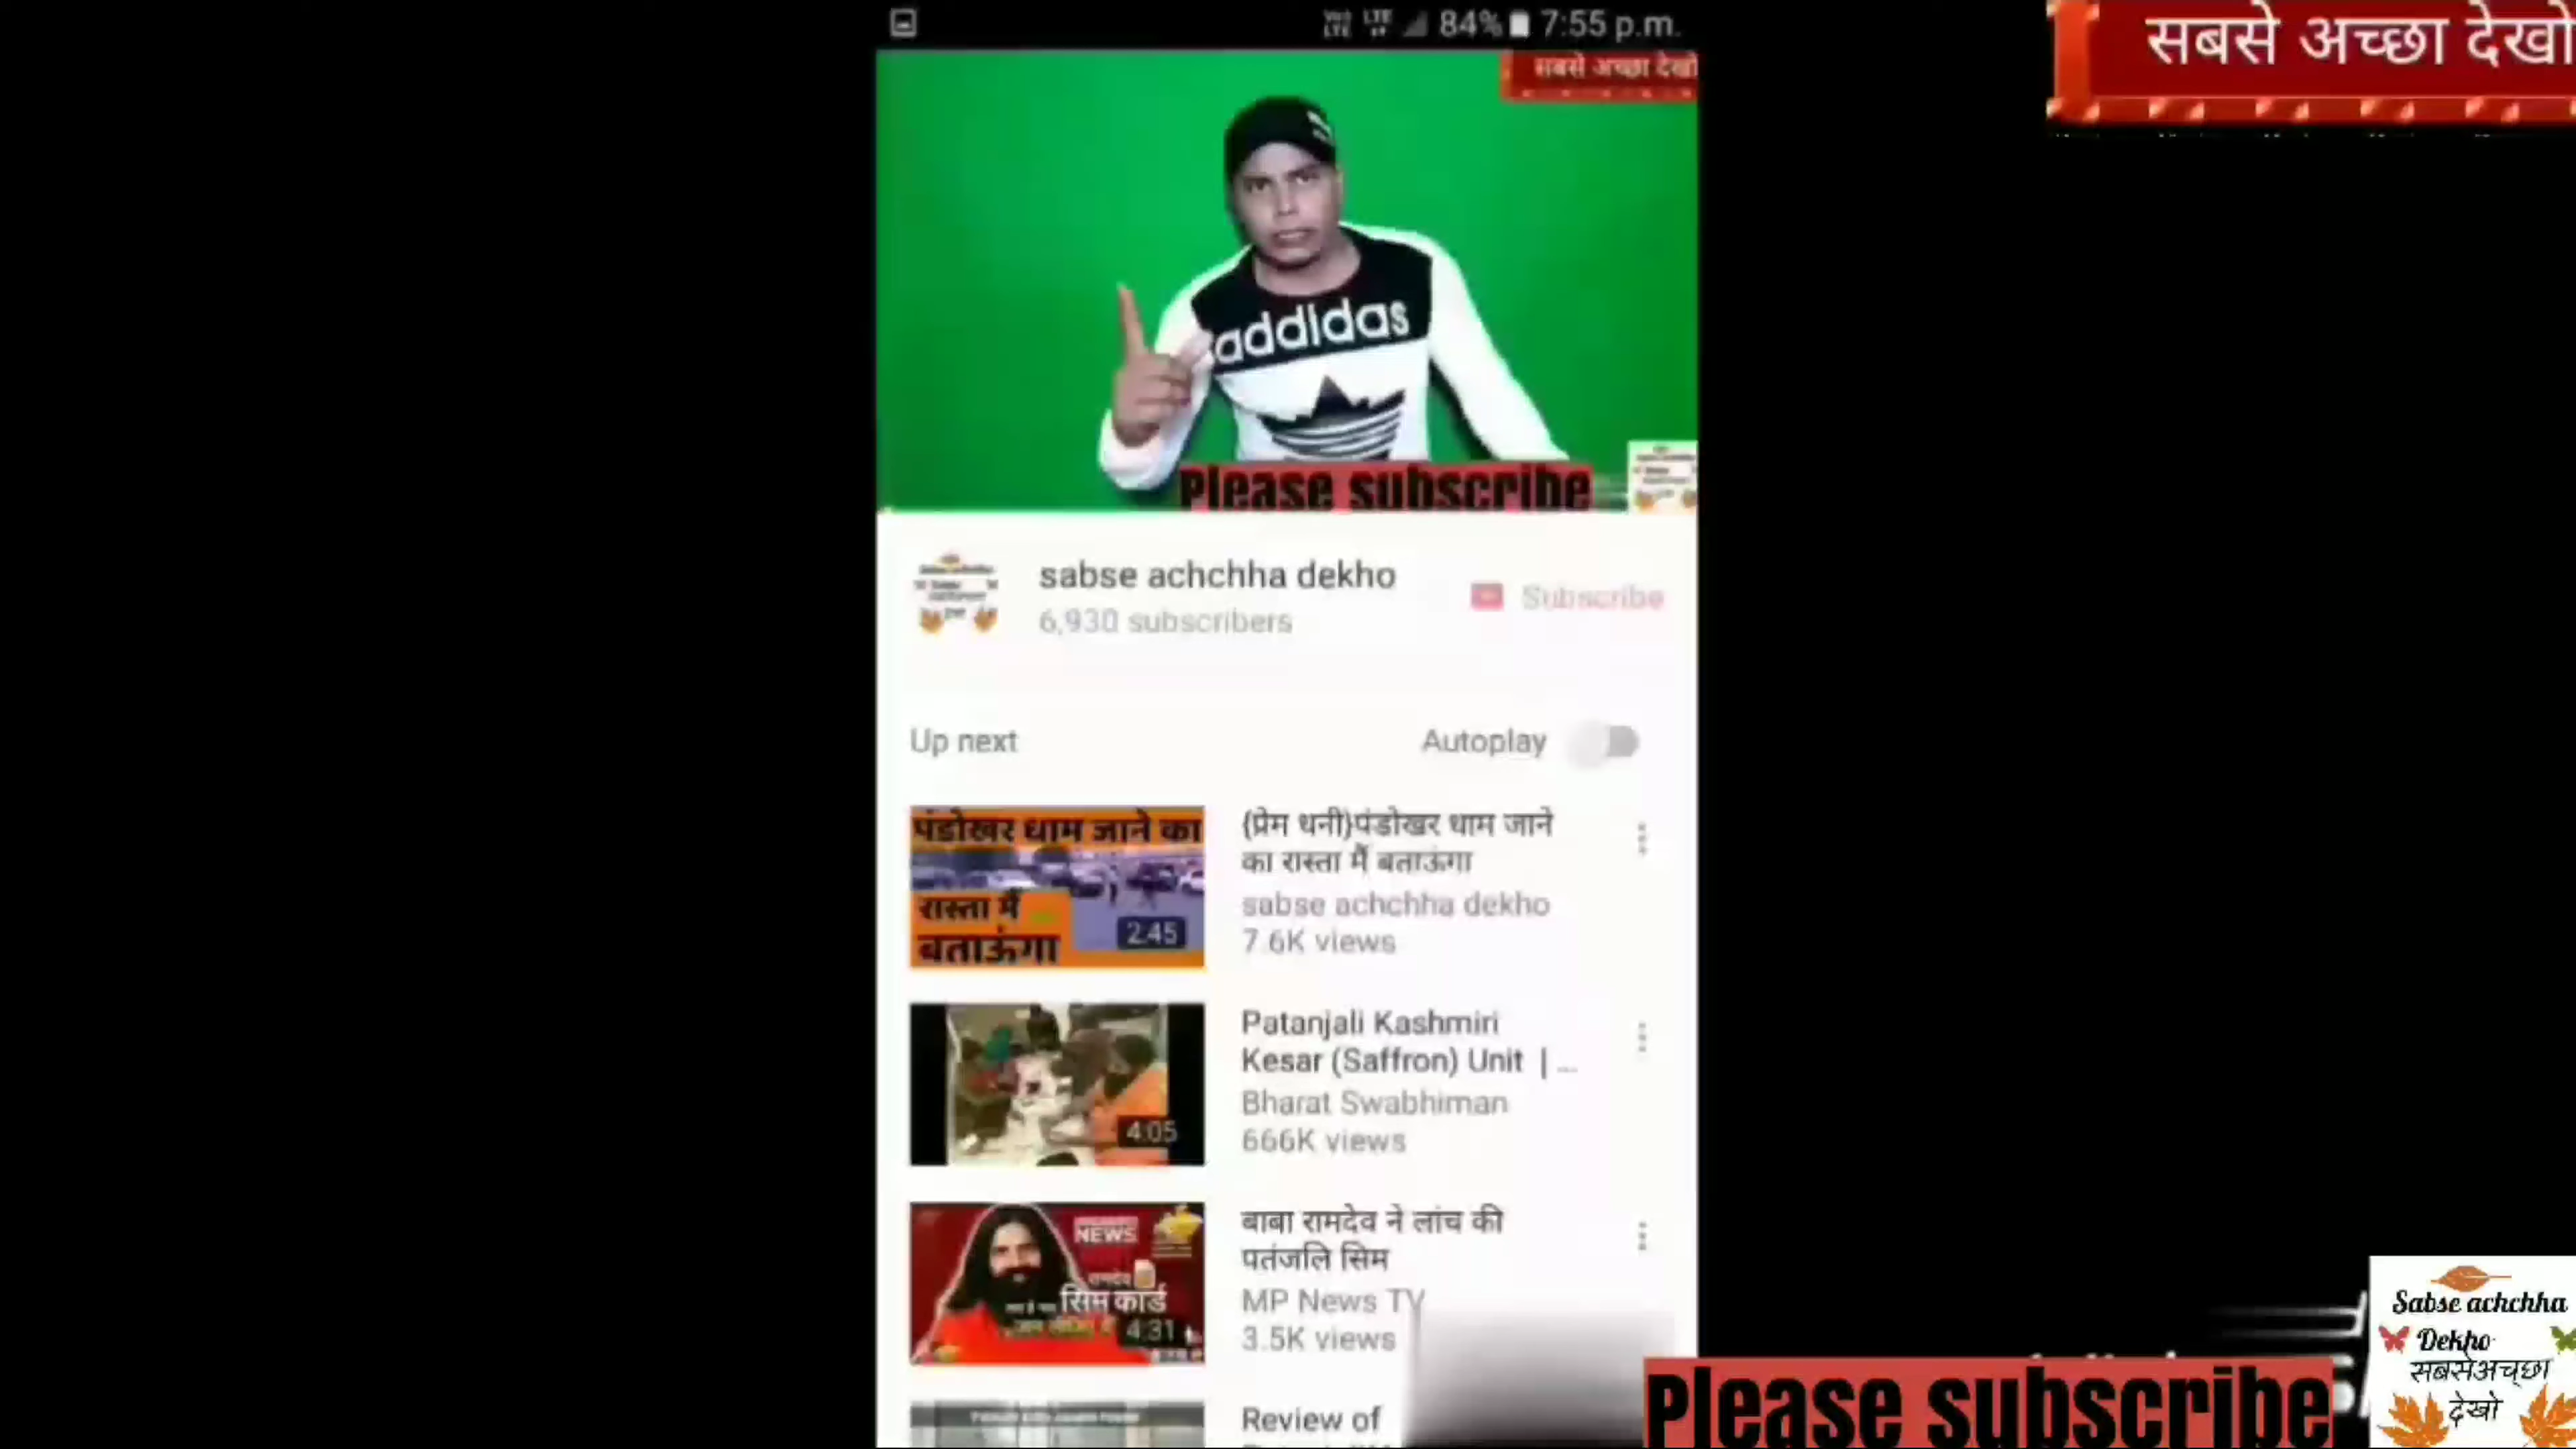 84% 7:55 p.m.
सबसे अच्छा देखो
सबसे अच्छा देखो
addidas
Please subscribe
sabse achchha dekho
6,930 subscribers
Subscribe
Up next
Autoplay
पंडोखर धाम जाने का
रास्ता मैं
बताऊंगा
2:45
(प्रेम धनी)पंडोखर धाम जाने
का रास्ता मैं बताऊंगा
sabse achchha dekho
7.6K views
4:05
Patanjali Kashmiri
Kesar (Saffron) Unit | ...
Bharat Swabhiman
666K views
NEWS
रामदेव
सिम कार्ड
4:31
बाबा रामदेव ने लांच की
पतंजलि सिम
MP News TV
3.5K views
Review of
Please subscribe
Sabse achchha
Dekho
सबसेअच्छा
देखो